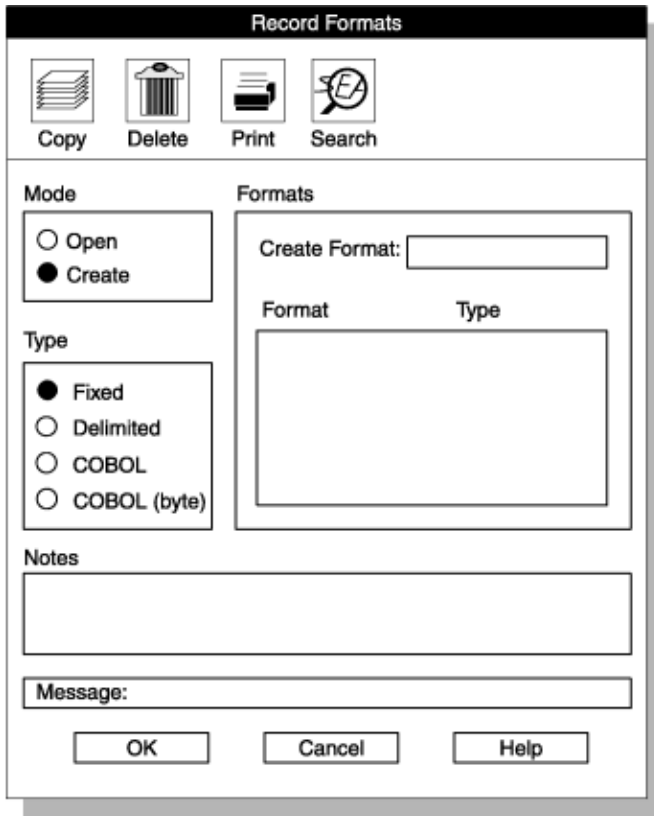 Record Formats
Copy Delete Print Search
Mode
Open
Create
Type
Fixed
Delimited
COBOL
COBOL (byte)
Formats
Create Format:
Format Type
Notes
Message:
OK Cancel Help